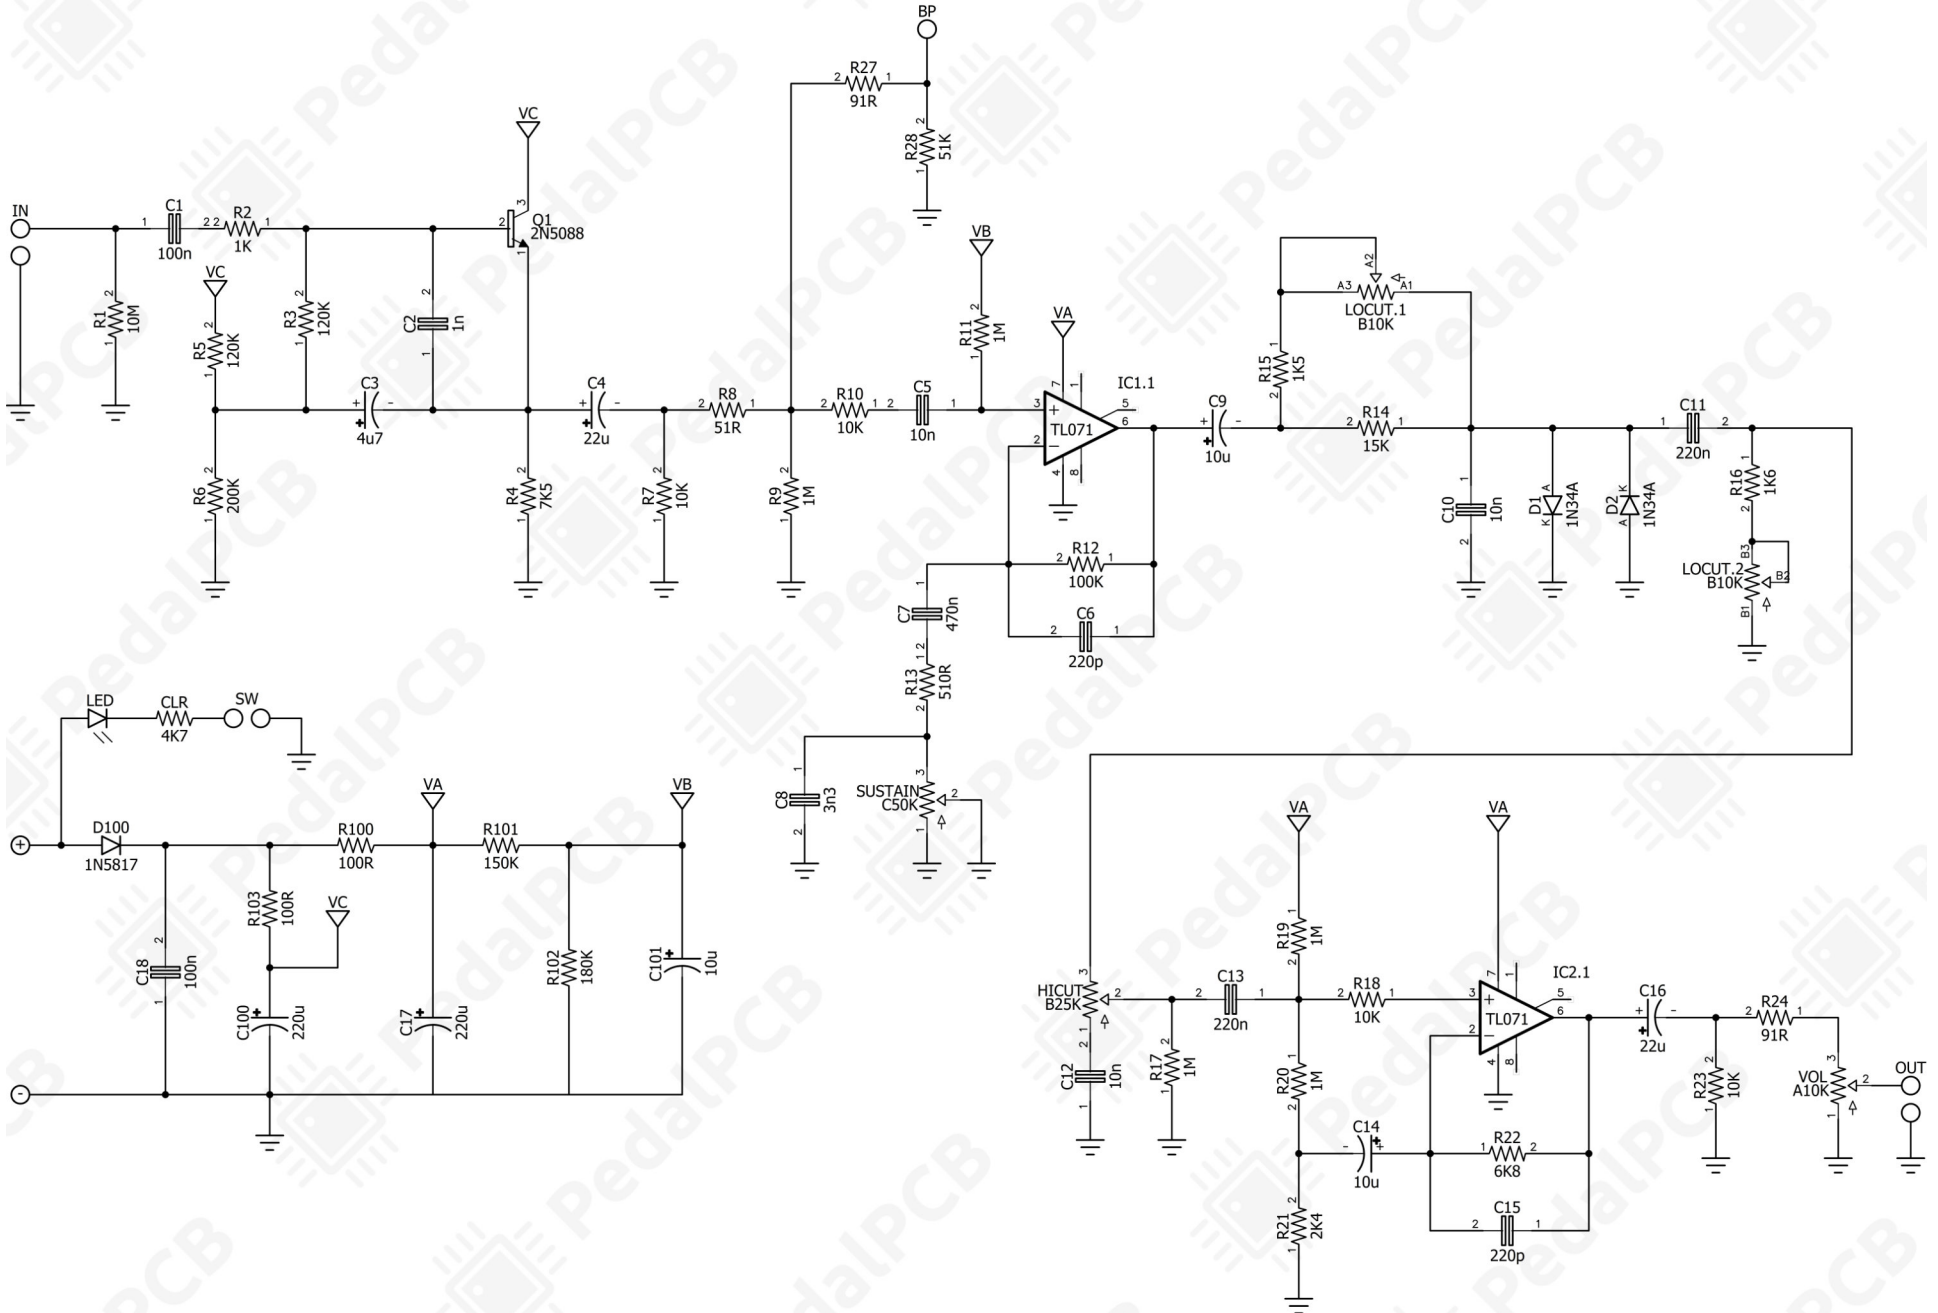 BP
R27
91R
R28
51K
VC
IN
C1
100n
R2
1K
Q1
2N5088
R1
10M
VC
R5
120K
R3
120K
C2
1n
C3
4u7
R6
200K
R4
7K5
C4
22u
R7
10K
R8
51R
R9
1M
R10
10K
C5
10n
VB
R11
1M
VA
IC1.1
TL071
R12
100K
C6
220p
C7
470n
R13
510R
C8
3n3
SUSTAIN
C50K
C9
10u
R15
1K5
LOCUT.1
B10K
R14
15K
C10
10n
D1
1N34A
D2
1N34A
C11
220n
R16
1K6
LOCUT.2
B10K
LED
CLR
4K7
SW
D100
1N5817
C18
100n
R103
100R
VC
C100
220u
R100
100R
VA
C17
220u
R101
150K
R102
180K
VB
C101
10u
HICUT
B25K
C12
10n
R17
1M
C13
220n
VA
R19
1M
R20
1M
R21
2K4
R18
10K
VA
IC2.1
TL071
C14
10u
R22
6K8
C15
220p
C16
22u
R23
10K
R24
91R
VOL
A10K
OUT
PedalPCB